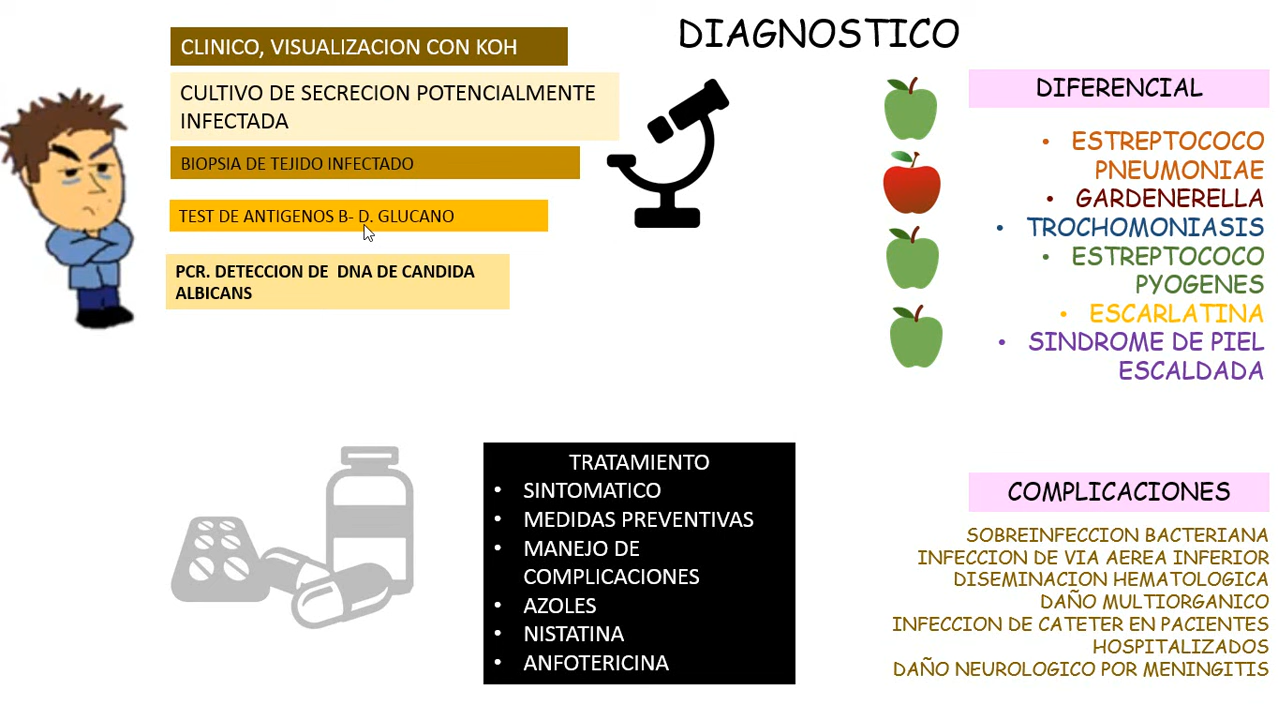 DIAGNOSTICO
CLINICO, VISUALIZACION CON KOH
CULTIVO DE SECRECION POTENCIALMENTE
INFECTADA
BIOPSIA DE TEJIDO INFECTADO
TEST DE ANTIGENOS B- D. GLUCANO
PCR. DETECCION DE DNA DE CANDIDA
ALBICANS
DIFERENCIAL
• ESTREPTOCOCO
PNEUMONIAE
• GARDENERELLA
• TROCHOMONIASIS
• ESTREPTOCOCO
PYOGENES
• ESCARLATINA
• SINDROME DE PIEL
ESCALDADA
TRATAMIENTO
• SINTOMATICO
• MEDIDAS PREVENTIVAS
• MANEJO DE
COMPLICACIONES
• AZOLES
• NISTATINA
• ANFOTERICINA
COMPLICACIONES
SOBREINFECCION BACTERIANA
INFECCION DE VIA AEREA INFERIOR
DISEMINACION HEMATOLOGICA
DAÑO MULTIORGANICO
INFECCION DE CATETER EN PACIENTES
HOSPITALIZADOS
DAÑO NEUROLOGICO POR MENINGITIS